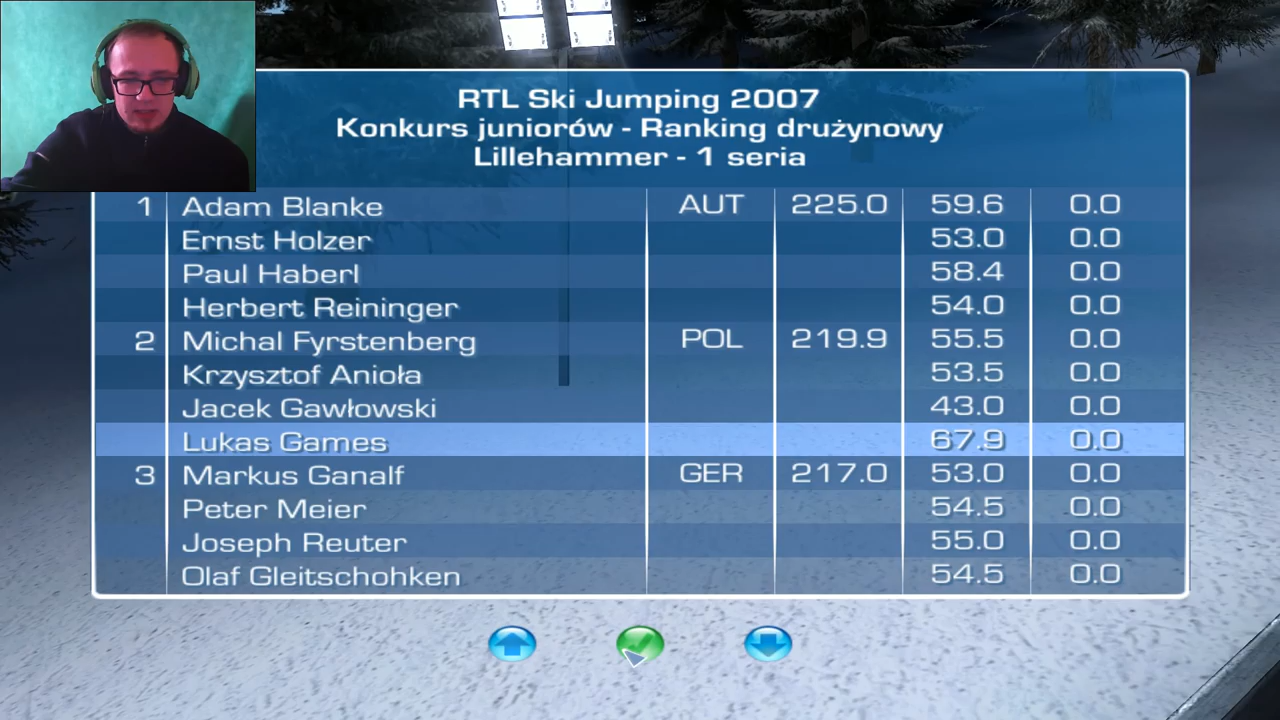 RTL Ski Jumping 2007
Konkurs juniorów - Ranking drużynowy
Lillehammer - 1 seria
1 Adam Blanke AUT 225.0 59.6 0.0
Ernst Holzer 53.0 0.0
Paul Haberl 58.4 0.0
Herbert Reininger 54.0 0.0
2 Michal Fyrstenberg POL 219.9 55.5 0.0
Krzysztof Anioła 53.5 0.0
Jacek Gawłowski 43.0 0.0
Lukas Games 67.9 0.0
3 Markus Ganalf GER 217.0 53.0 0.0
Peter Meier 54.5 0.0
Joseph Reuter 55.0 0.0
Olaf Gleitschohken 54.5 0.0